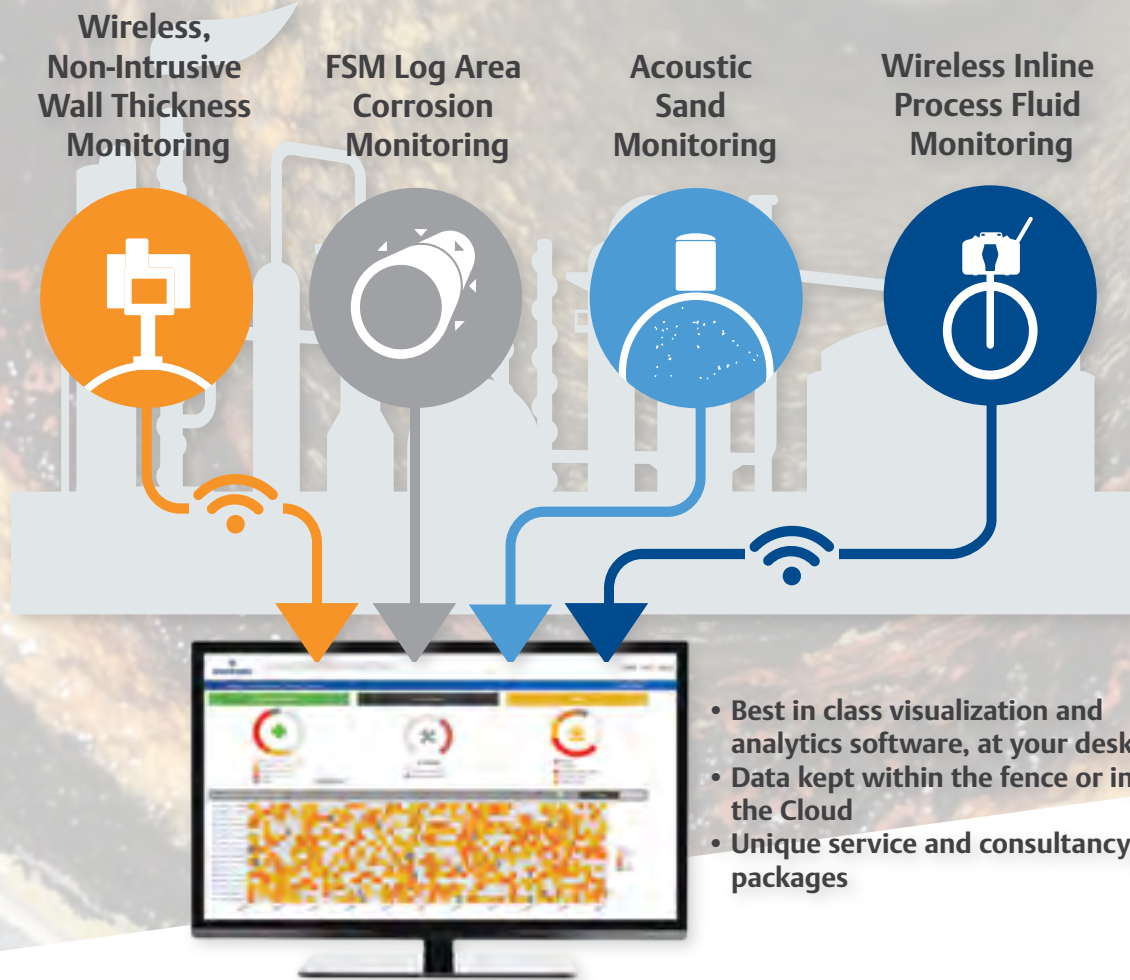 Wireless,
Non-Intrusive
Wall Thickness
Monitoring
FSM Log Area
Corrosion
Monitoring
Acoustic
Sand
Monitoring
Wireless Inline
Process Fluid
Monitoring
• Best in class visualization and
analytics software, at your desk
• Data kept within the fence or in
the Cloud
• Unique service and consultancy
packages